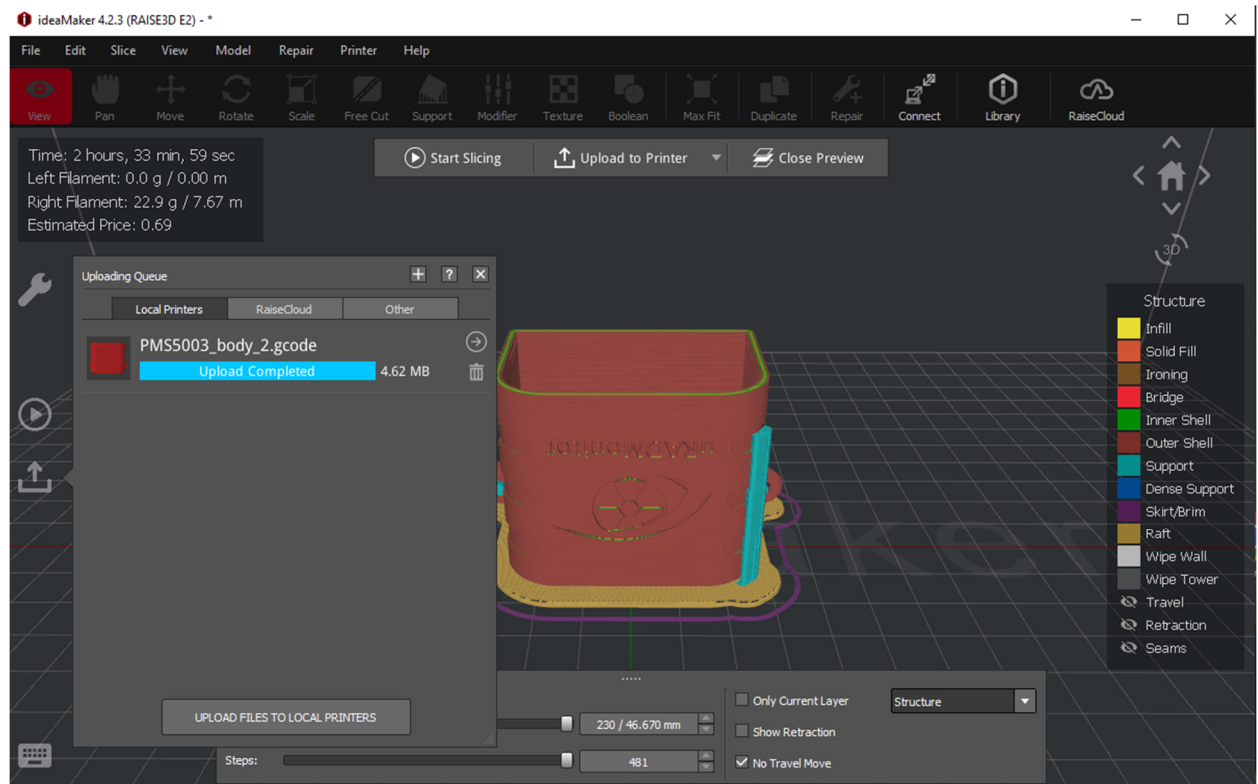 ideaMaker 4.2.3 (RAISE3D E2) - *
File Edit Slice View Model Repair Printer Help
View Pan Move Rotate Scale Free Cut Support Modifier Texture Boolean Max Fit Duplicate Repair Connect Library RaiseCloud
Time: 2 hours, 33 min, 59 sec
Left Filament: 0.0 g / 0.00 m
Right Filament: 22.9 g / 7.67 m
Estimated Price: 0.69
Start Slicing Upload to Printer Close Preview
3D
Uploading Queue + ?
Local Printers RaiseCloud Other
PMS5003_body_2.gcode
Upload Completed 4.62 MB
UPLOAD FILES TO LOCAL PRINTERS
Structure
Infill
Solid Fill
Ironing
Bridge
Inner Shell
Outer Shell
Support
Dense Support
Skirt/Brim
Raft
Wipe Wall
Wipe Tower
Travel
Retraction
Seams
230 / 46.670 mm
Steps: 481
Only Current Layer Structure
Show Retraction
No Travel Move